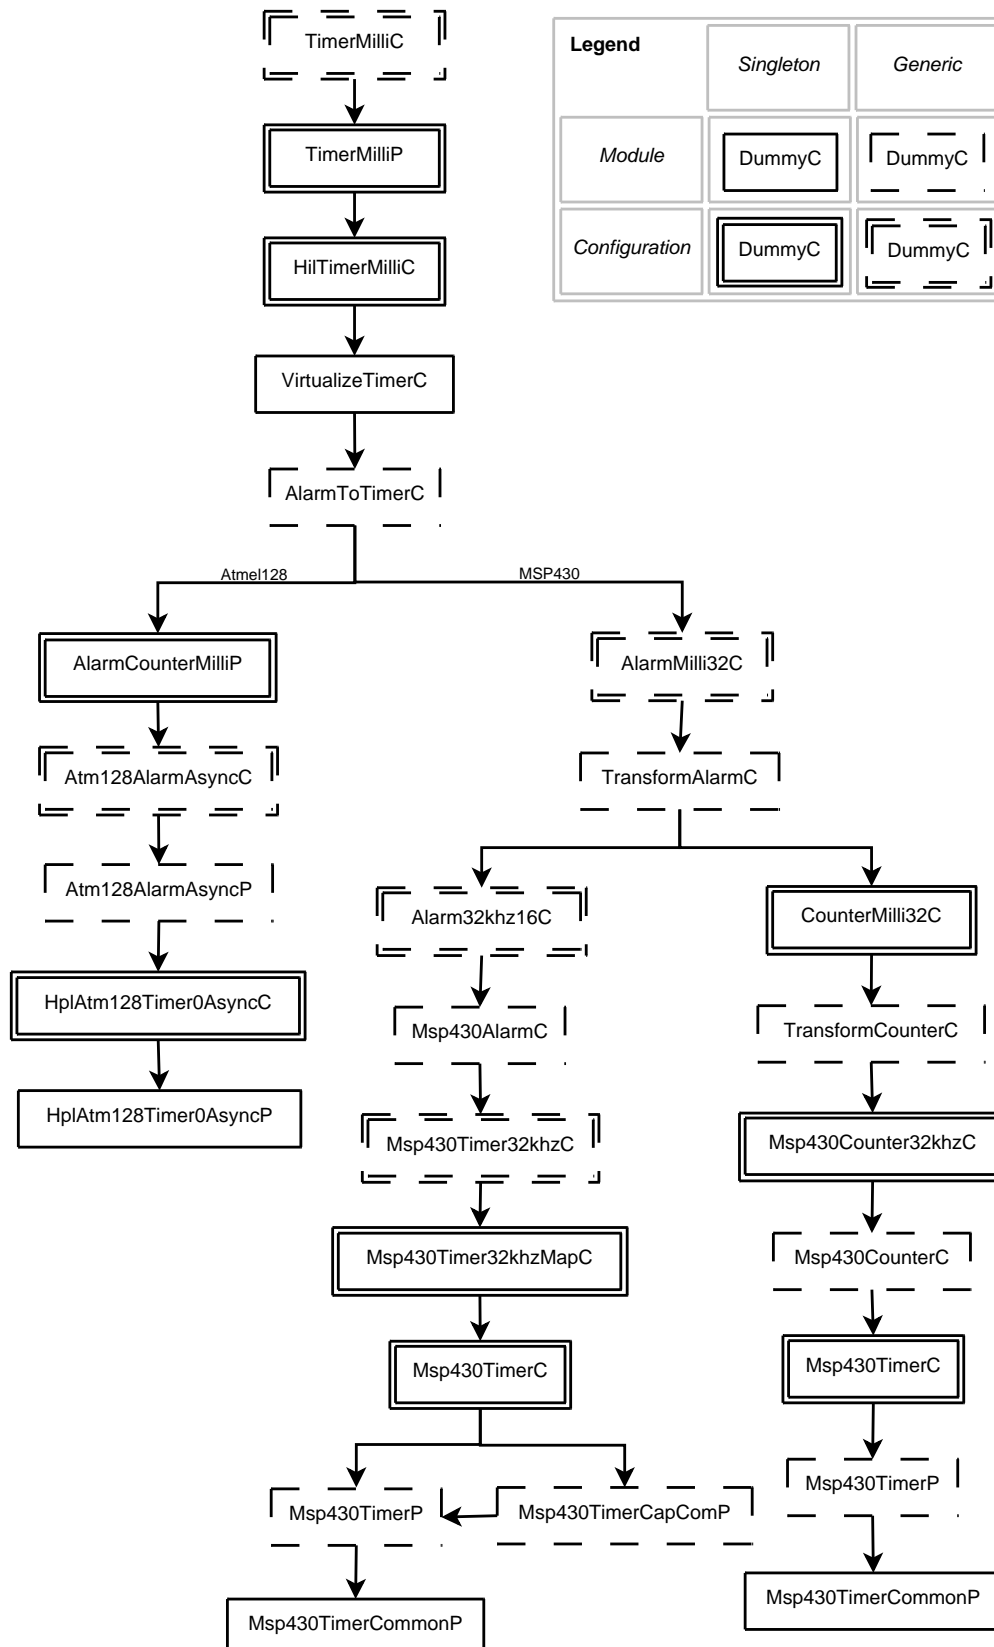 TimerMilliC
Legend
Singleton
Generic
TimerMilliP
Module
DummyC
DummyC
HilTimerMilliC
Configuration
DummyC
DummyC
VirtualizeTimerC
AlarmToTimerC
Atmel128
MSP430
AlarmCounterMilliP
AlarmMilli32C
Atm128AlarmAsyncC
TransformAlarmC
Atm128AlarmAsyncP
Alarm32khz16C
CounterMilli32C
HplAtm128Timer0AsyncC
Msp430AlarmC
TransformCounterC
HplAtm128Timer0AsyncP
Msp430Timer32khzC
Msp430Counter32khzC
Msp430Timer32khzMapC
Msp430CounterC
Msp430TimerC
Msp430TimerC
Msp430TimerP
Msp430TimerCapComP
Msp430TimerP
Msp430TimerCommonP
Msp430TimerCommonP